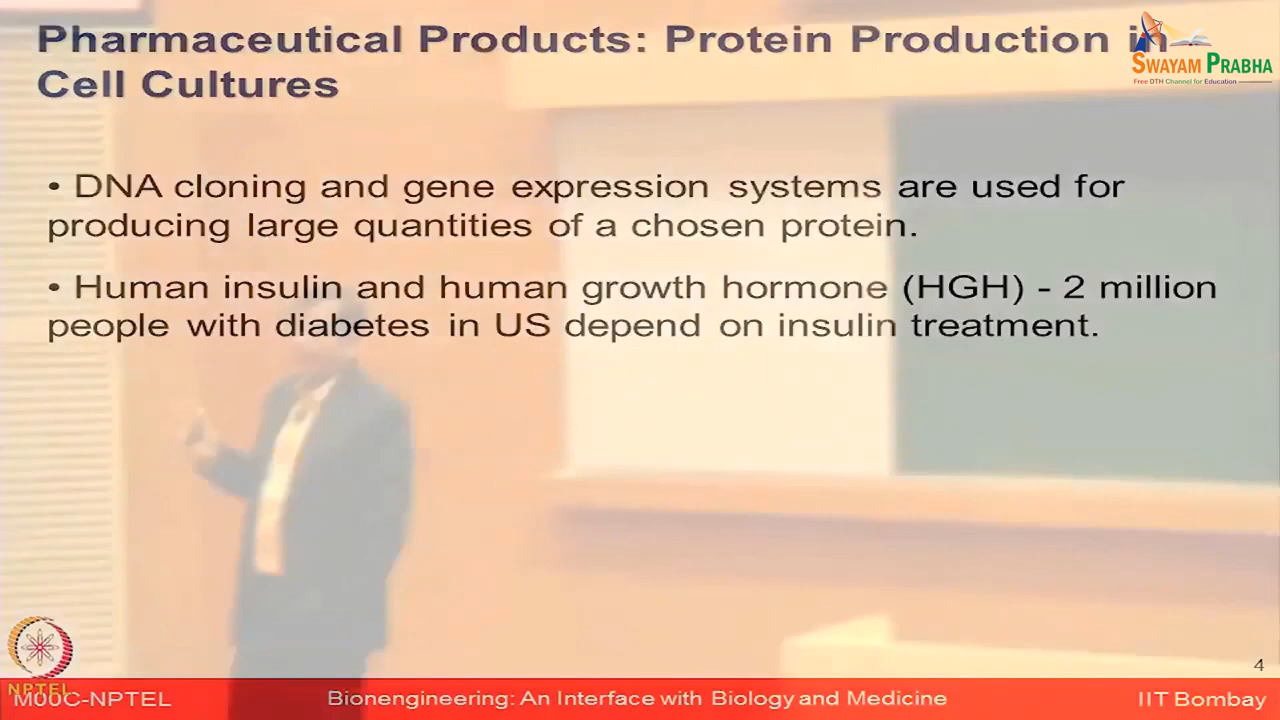 Pharmaceutical Products: Protein Production in
Cell Cultures
SWAYAM PRABHA
Free DTH Channel for Education
• DNA cloning and gene expression systems are used for
producing large quantities of a chosen protein.
• Human insulin and human growth hormone (HGH) - 2 million
people with diabetes in US depend on insulin treatment.
4
NPTEL
M00C-NPTEL
Bionengineering: An Interface with Biology and Medicine
IIT Bombay